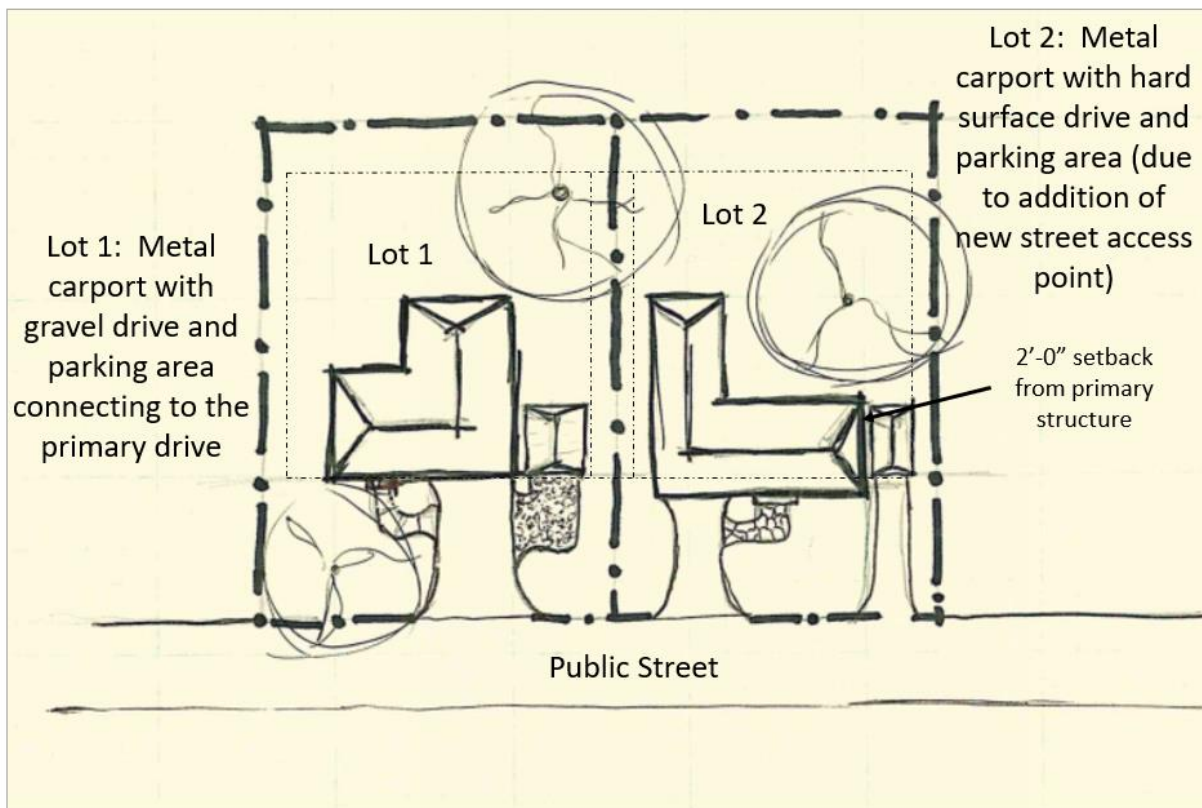 Lot 2:  Metal
carport with hard
surface drive and
parking area (due
to addition of
new street access
point)
Lot 1:  Metal
carport with
gravel drive and
parking area
connecting to the
primary drive
Lot 1
Lot 2
2’-0” setback
from primary
structure
Public Street